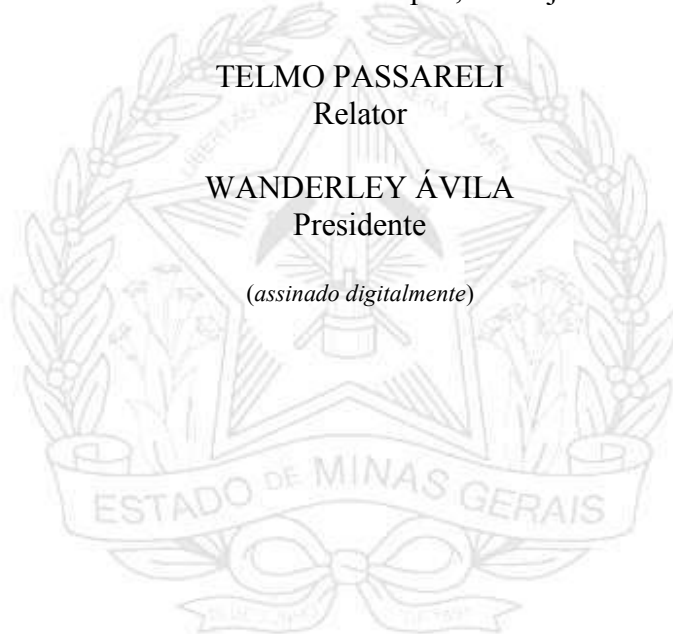 TELMO PASSARELI
Relator
WANDERLEY ÁVILA
Presidente
(assinado digitalmente)
ESTADO DE MINAS GERAIS